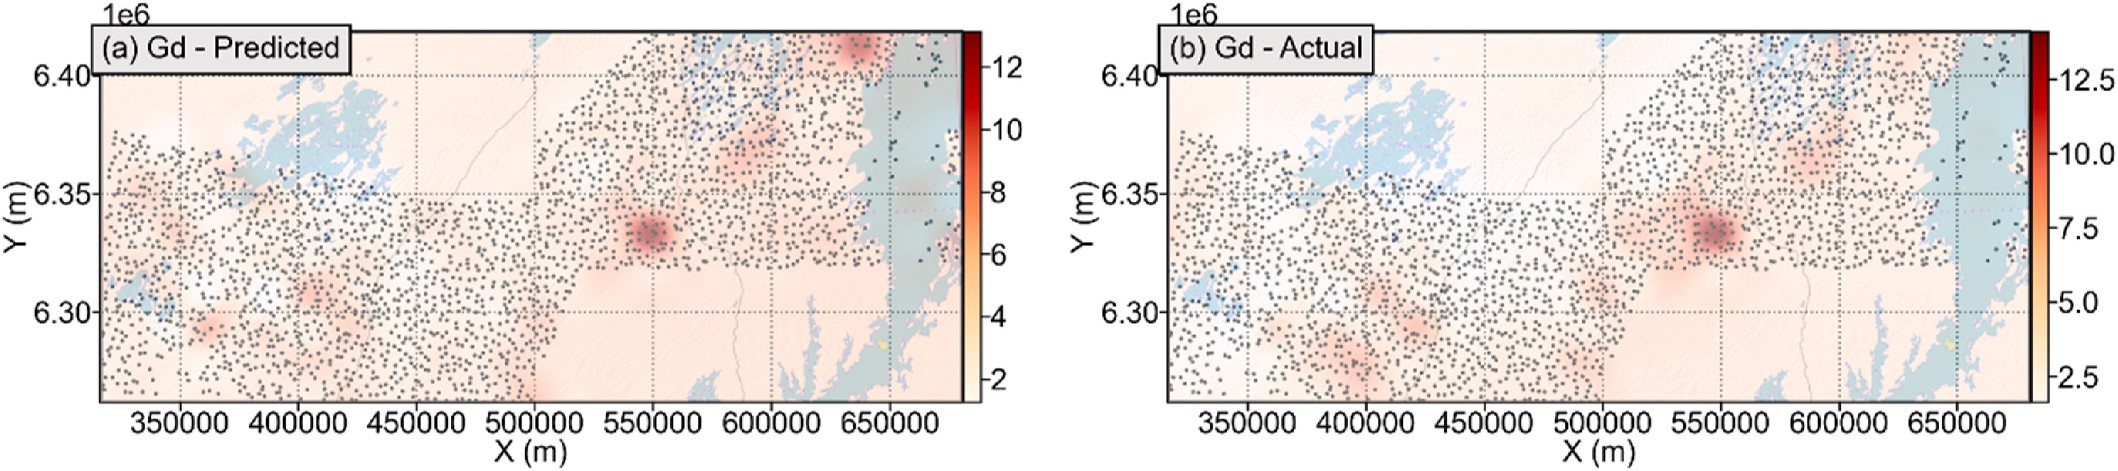 1e6
(a) Gd - Predicted
6.40
6.35
6.30
Y (m)
350000 400000 450000 500000 550000 600000 650000
X (m)
12
10
8
6
4
2
1e6
(b) Gd - Actual
6.40
6.35
6.30
Y (m)
350000 400000 450000 500000 550000 600000 650000
X (m)
12.5
10.0
7.5
5.0
2.5